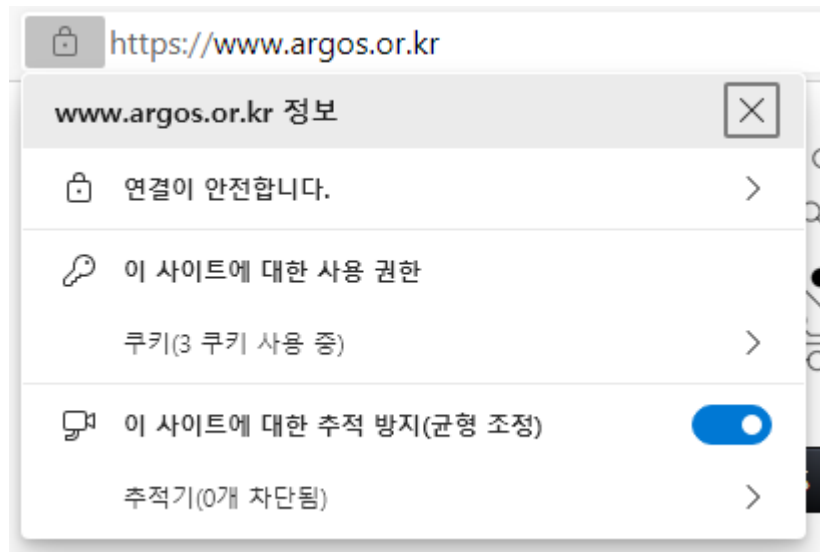 https://www.argos.or.kr
www.argos.or.kr 정보
연결이 안전합니다.
이 사이트에 대한 사용 권한
쿠키(3 쿠키 사용 중)
이 사이트에 대한 추적 방지(균형 조정)
추적기(0개 차단됨)